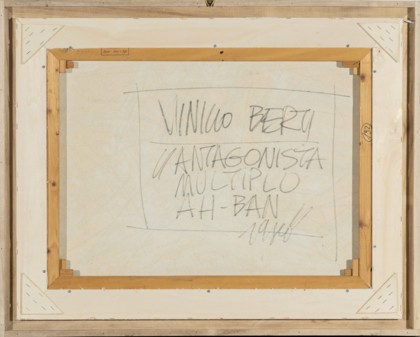 VINICIO BERTI
"ANTAGONISTA
MULTIPLO
AH-BAN